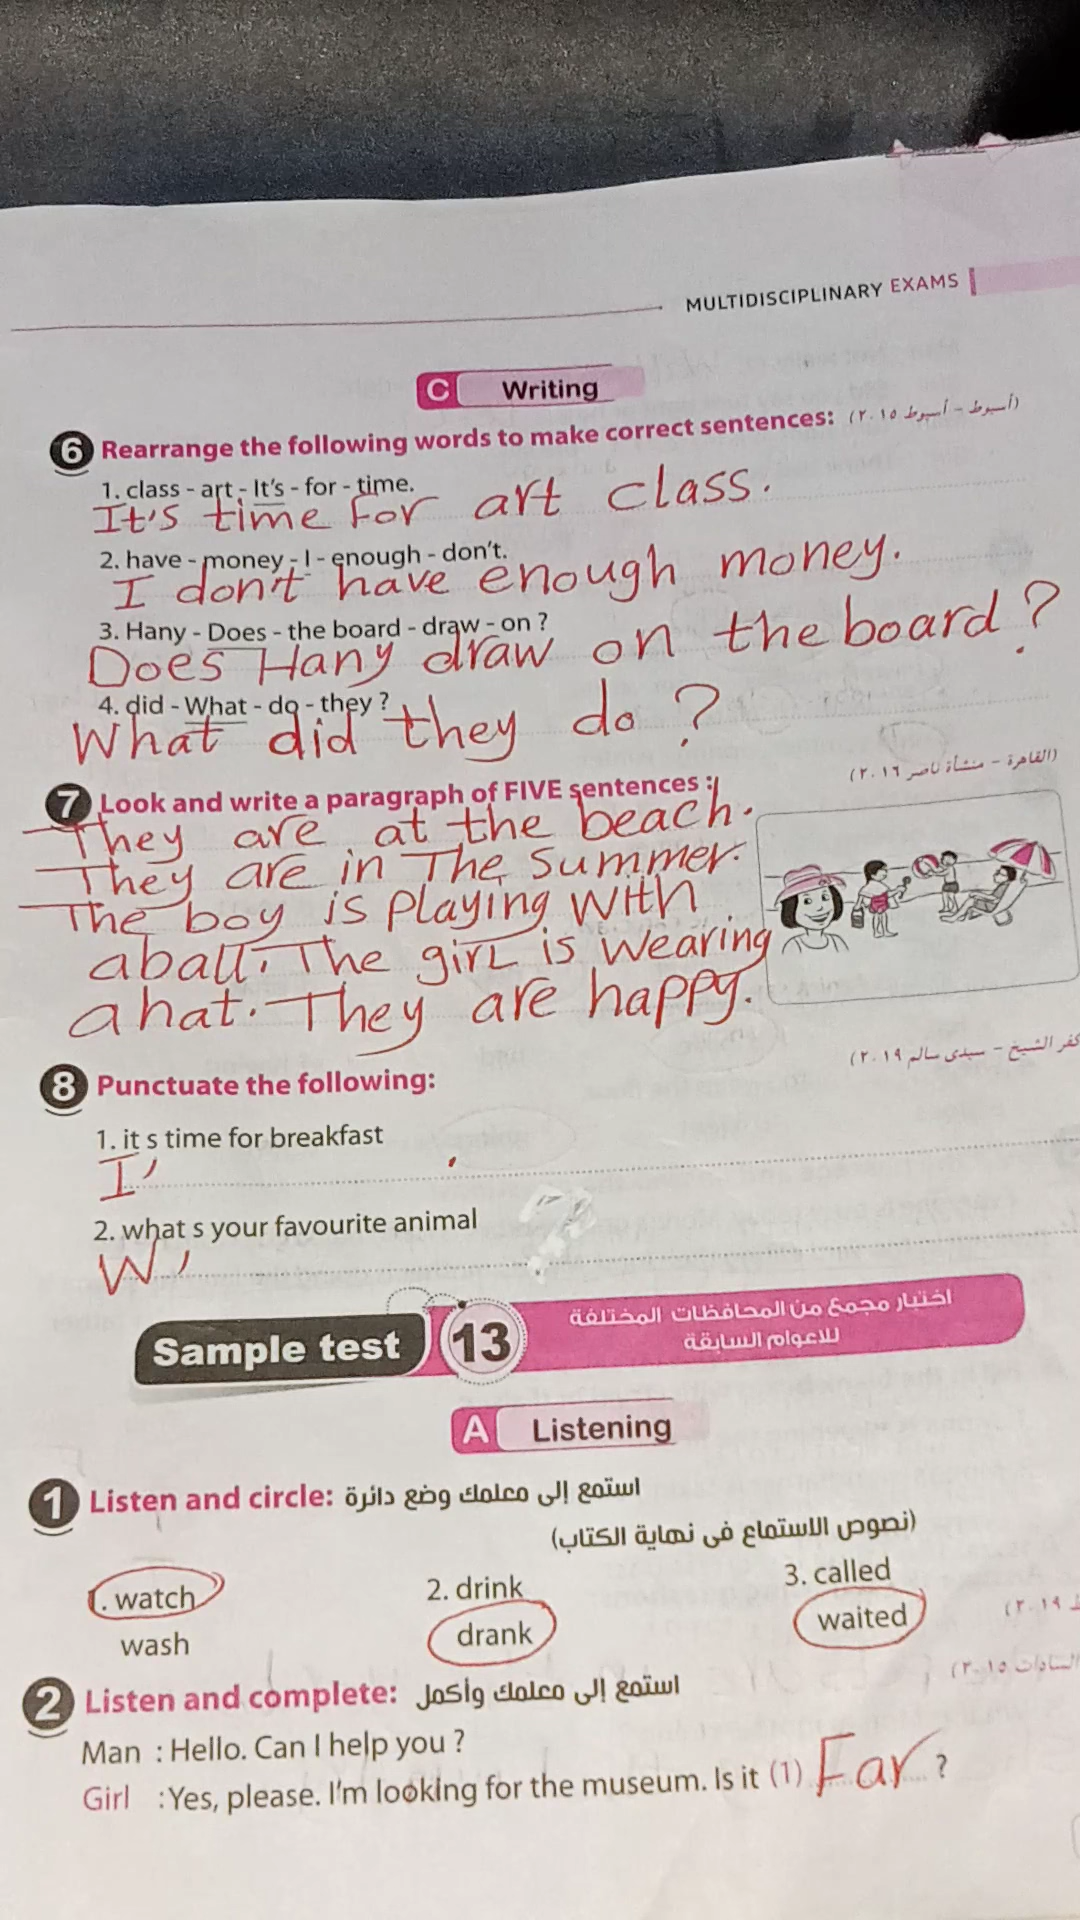 MULTIDISCIPLINARY EXAMS
C Writing
6 Rearrange the following words to make correct sentences: (أسيوط - أسيوط ٢٠١٥)
1. class - art - It's - for - time.
It's time For art class.
2. have - money - I - enough - don't.
I don't have enough money.
3. Hany - Does - the board - draw - on ?
Does Hany draw on the board ?
4. did - What - do - they ?
What did they do ?
(القاهرة - منشأة ناصر ٢٠١٦)
7 Look and write a paragraph of FIVE sentences :
They are at the beach.
They are in The Summer.
The boy is playing with
a ball. The girl is wearing
a hat. They are happy.
كفر الشيخ - سيدى سالم ٢٠١٩)
8 Punctuate the following:
1. it s time for breakfast
I ' .
2. what s your favourite animal
W '
Sample test 13 اختبار مجمع من المحافظات المختلفة
للاعوام السابقة
A Listening
1 Listen and circle: استمع إلى معلمك وضع دائرة
(نصوص الاستماع فى نهاية الكتاب)
1. watch 2. drink 3. called
wash drank waited
2 Listen and complete: استمع إلى معلمك وأكمل
Man : Hello. Can I help you ?
Girl : Yes, please. I'm looking for the museum. Is it (1) Far ?